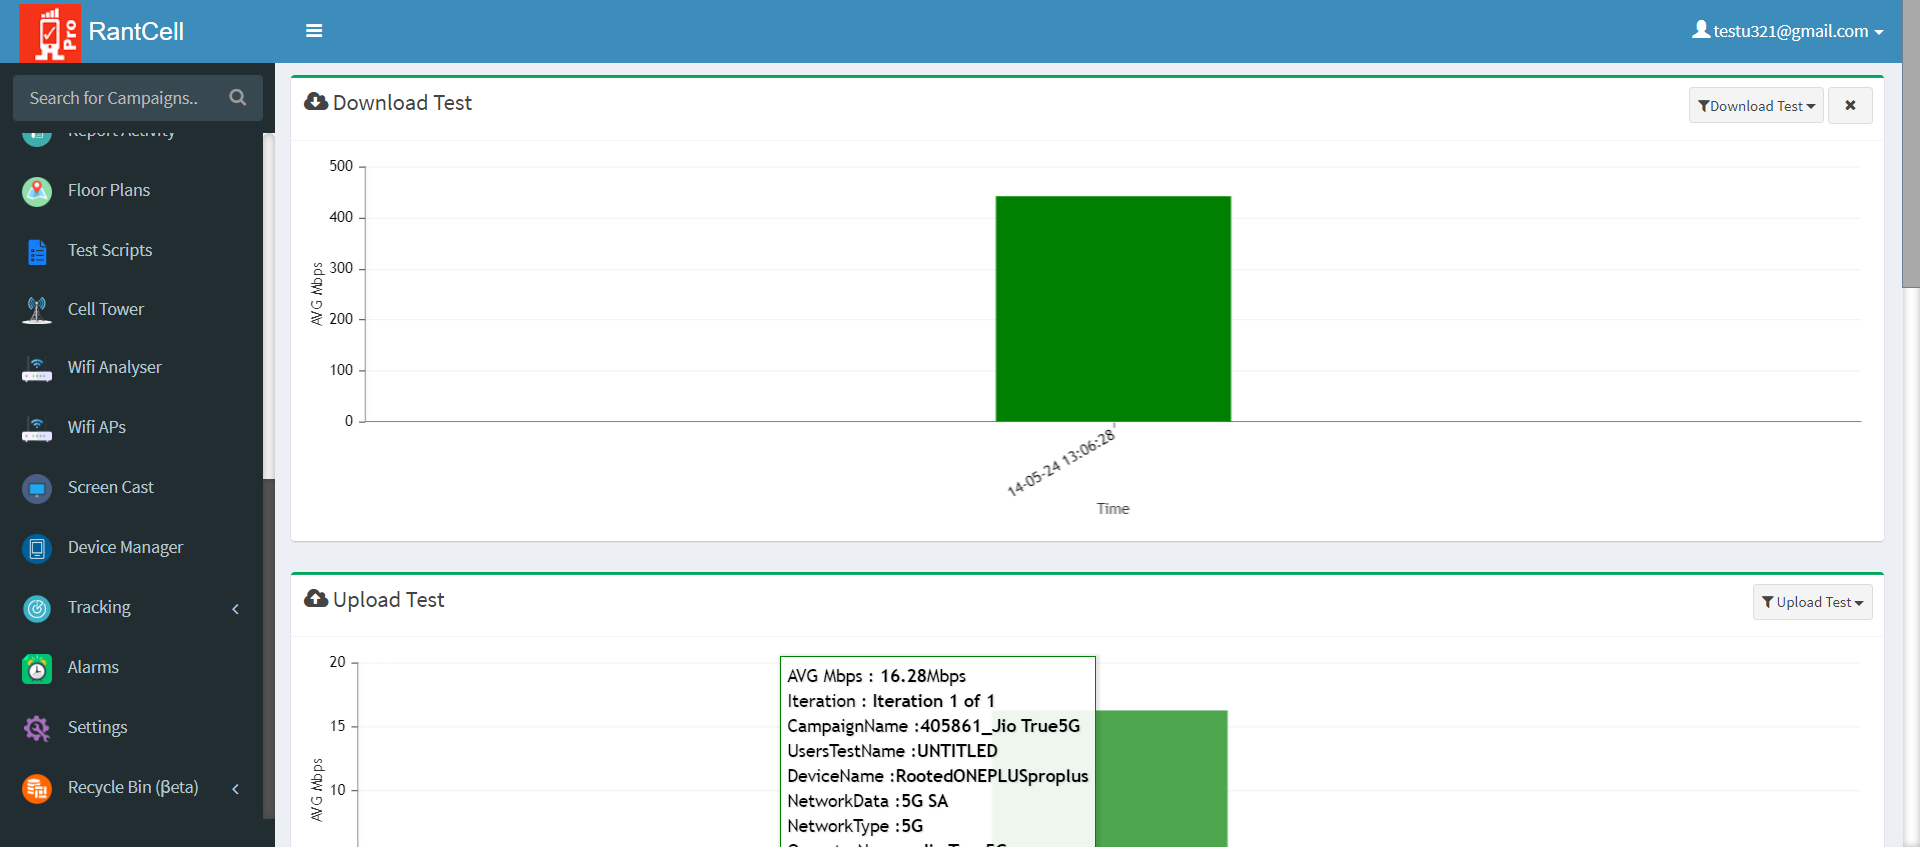 Pro
RantCell
testu321@gmail.com
Search for Campaigns..
Report Activity
Floor Plans
Test Scripts
Cell Tower
Wifi Analyser
Wifi APs
Screen Cast
Device Manager
Tracking
Alarms
Settings
Recycle Bin (βeta)
Download Test
Download Test
500
400
300
200
100
0
AVG Mbps
14-05-24 13:06:28
Time
Upload Test
Upload Test
20
15
10
AVG Mbps
AVG Mbps : 16.28Mbps
Iteration : Iteration 1 of 1
CampaignName :405861_Jio True5G
UsersTestName :UNTITLED
DeviceName :RootedONEPLUSproplus
NetworkData :5G SA
NetworkType :5G